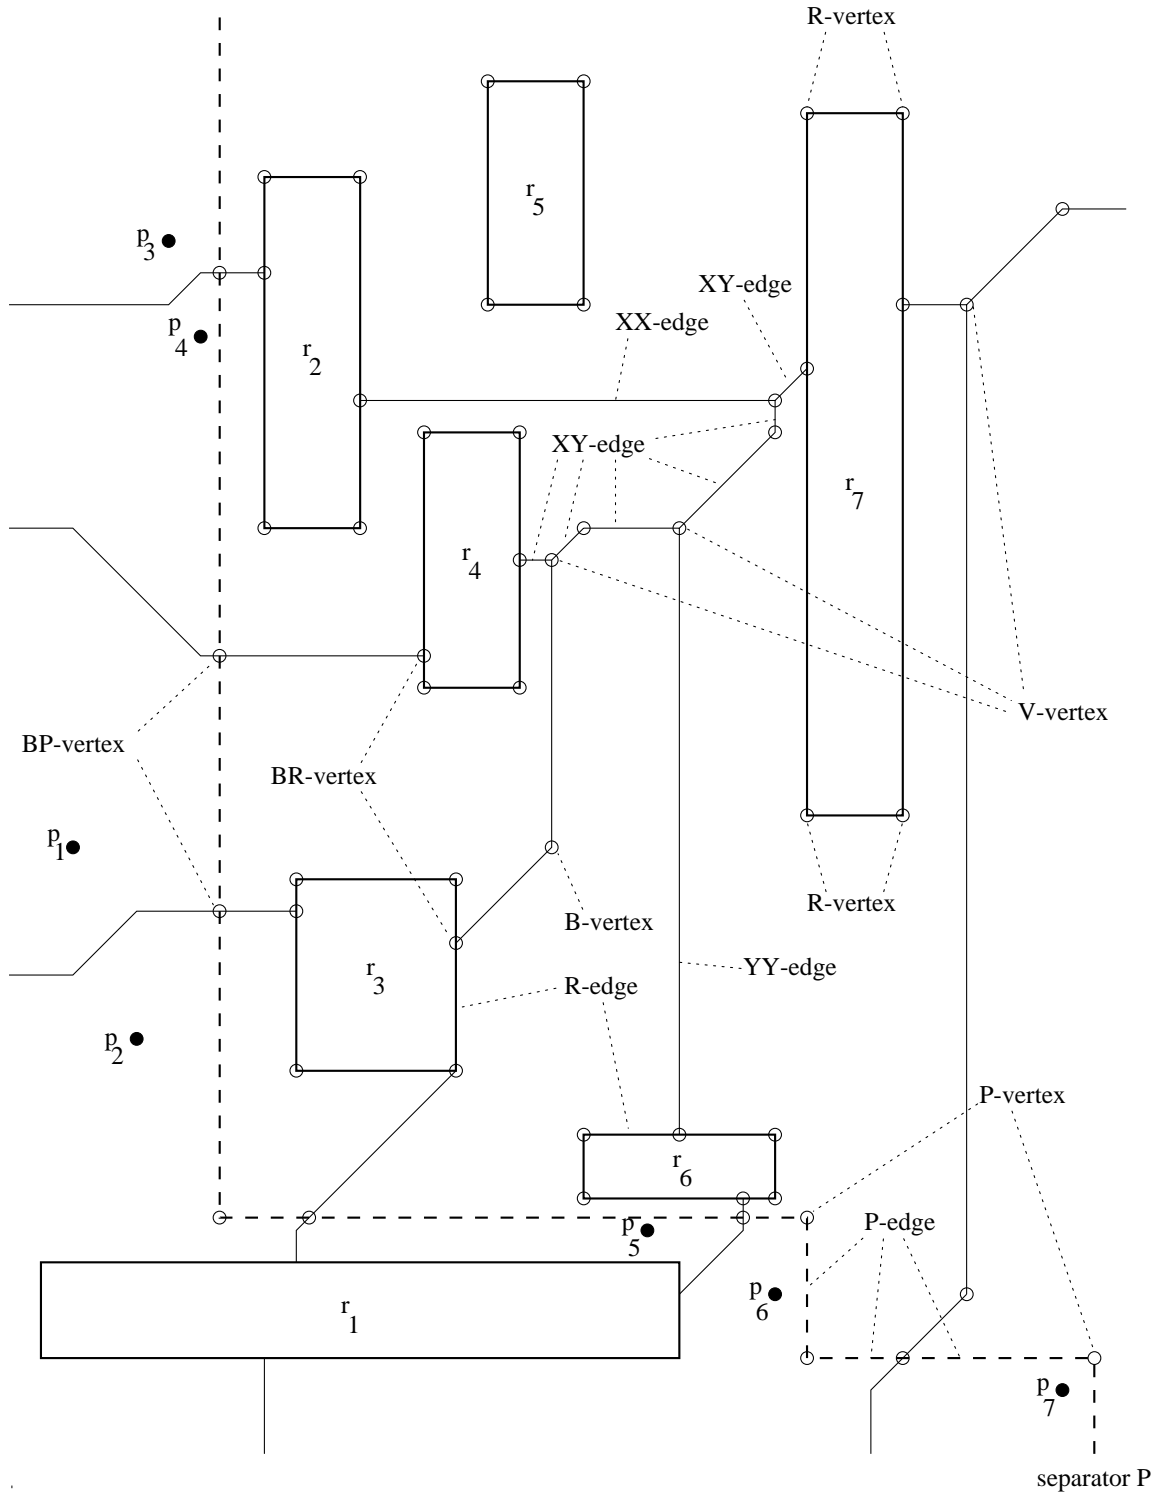 R-vertex
r5
p3
XY-edge
XX-edge
p4
r2
XY-edge
r7
r4
V-vertex
BP-vertex
BR-vertex
p1
R-vertex
B-vertex
r3
YY-edge
R-edge
p2
P-vertex
r6
p5
P-edge
p6
r1
p7
separator P